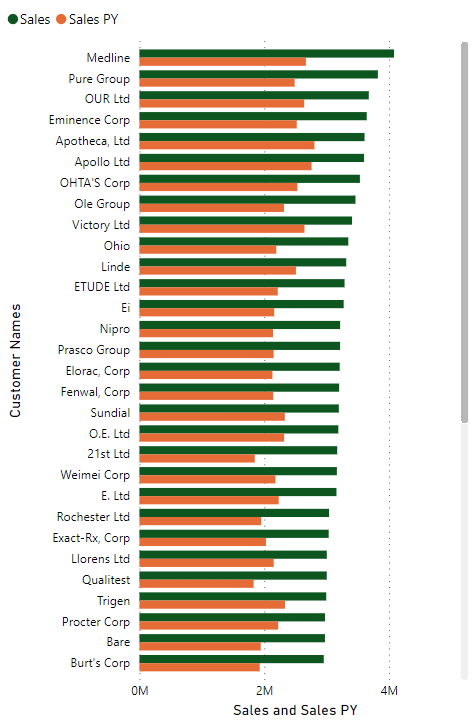 Sales Sales PY
Medline
Pure Group
OUR Ltd
Eminence Corp
Apotheca, Ltd
Apollo Ltd
OHTA'S Corp
Ole Group
Victory Ltd
Ohio
Linde
ETUDE Ltd
Ei
Nipro
Prasco Group
Elorac, Corp
Fenwal, Corp
Sundial
O.E. Ltd
21st Ltd
Weimei Corp
E. Ltd
Rochester Ltd
Exact-Rx, Corp
Llorens Ltd
Qualitest
Trigen
Procter Corp
Bare
Burt's Corp
Customer Names
0M 2M 4M
Sales and Sales PY